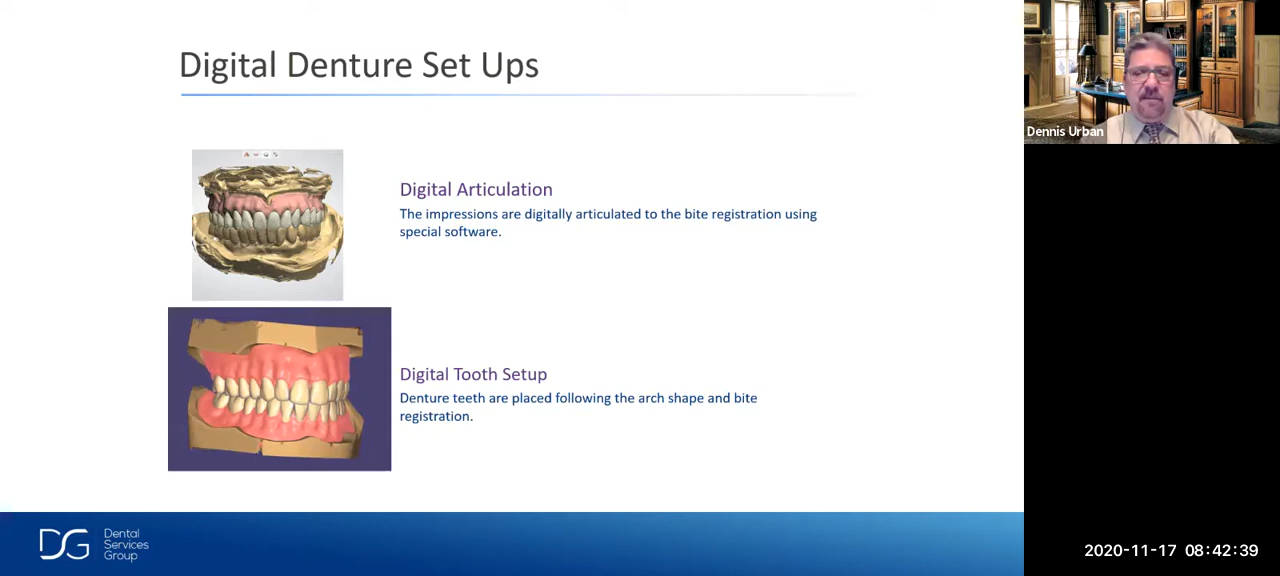 Digital Denture Set Ups
Digital Articulation
The impressions are digitally articulated to the bite registration using
special software.
Digital Tooth Setup
Denture teeth are placed following the arch shape and bite
registration.
DG
Dental
Services
Group
Dennis Urban
2020-11-17 08:42:39